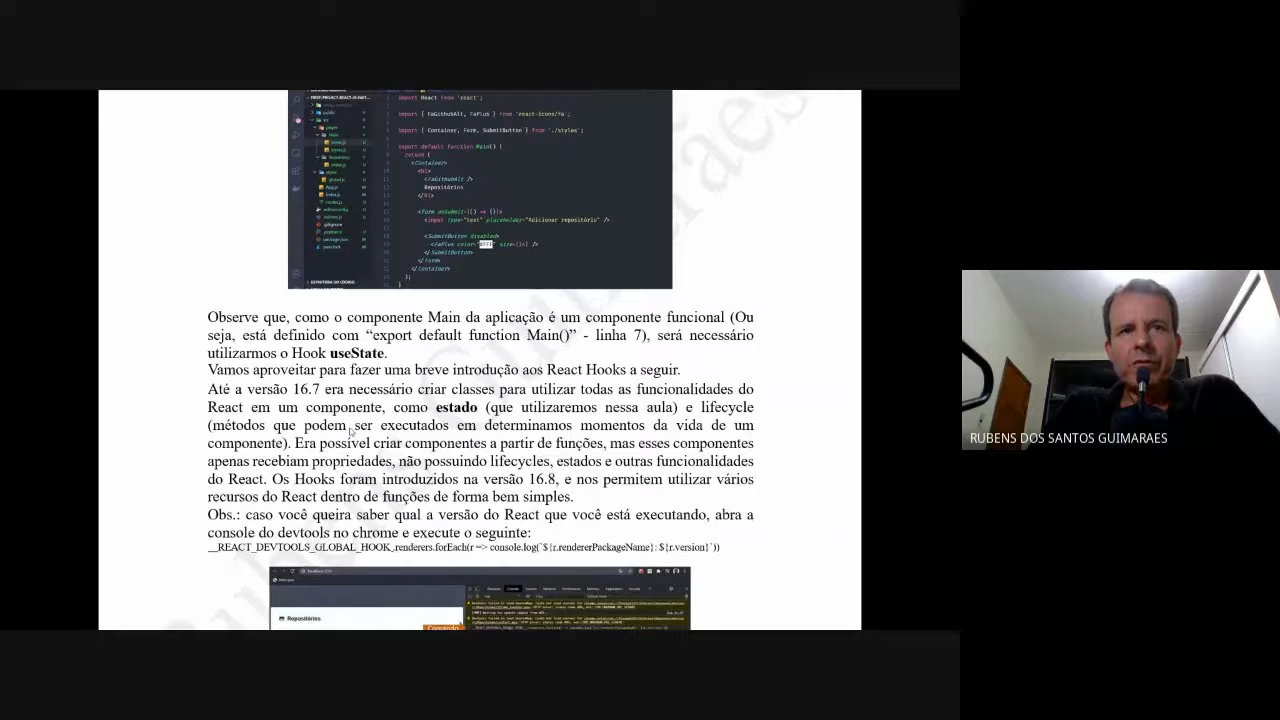 import React from 'react';
import { FaGithubAlt, FaPlus } from 'react-icons/fa';
import { Container, Form, SubmitButton } from './styles';
export default function Main() {
return (
<Container>
<h1>
<FaGithubAlt />
Repositórios
</h1>
<Form onSubmit={() => {}}>
<input type="text" placeholder="Adicionar repositório" />
<SubmitButton disabled>
<FaPlus color="#FFF" size={14} />
</SubmitButton>
</Form>
</Container>
);
}
Observe que, como o componente Main da aplicação é um componente funcional (Ou
seja, está definido com “export default function Main()” - linha 7), será necessário
utilizarmos o Hook useState.
Vamos aproveitar para fazer uma breve introdução aos React Hooks a seguir.
Até a versão 16.7 era necessário criar classes para utilizar todas as funcionalidades do
React em um componente, como estado (que utilizaremos nessa aula) e lifecycle
(métodos que podem ser executados em determinamos momentos da vida de um
componente). Era possível criar componentes a partir de funções, mas esses componentes
apenas recebiam propriedades, não possuindo lifecycles, estados e outras funcionalidades
do React. Os Hooks foram introduzidos na versão 16.8, e nos permitem utilizar vários
recursos do React dentro de funções de forma bem simples.
Obs.: caso você queira saber qual a versão do React que você está executando, abra a
console do devtools no chrome e execute o seguinte:
__REACT_DEVTOOLS_GLOBAL_HOOK_.renderers.forEach(r => console.log(`${r.rendererPackageName}: ${r.version}`))
Repositórios
Comando
RUBENS DOS SANTOS GUIMARAES